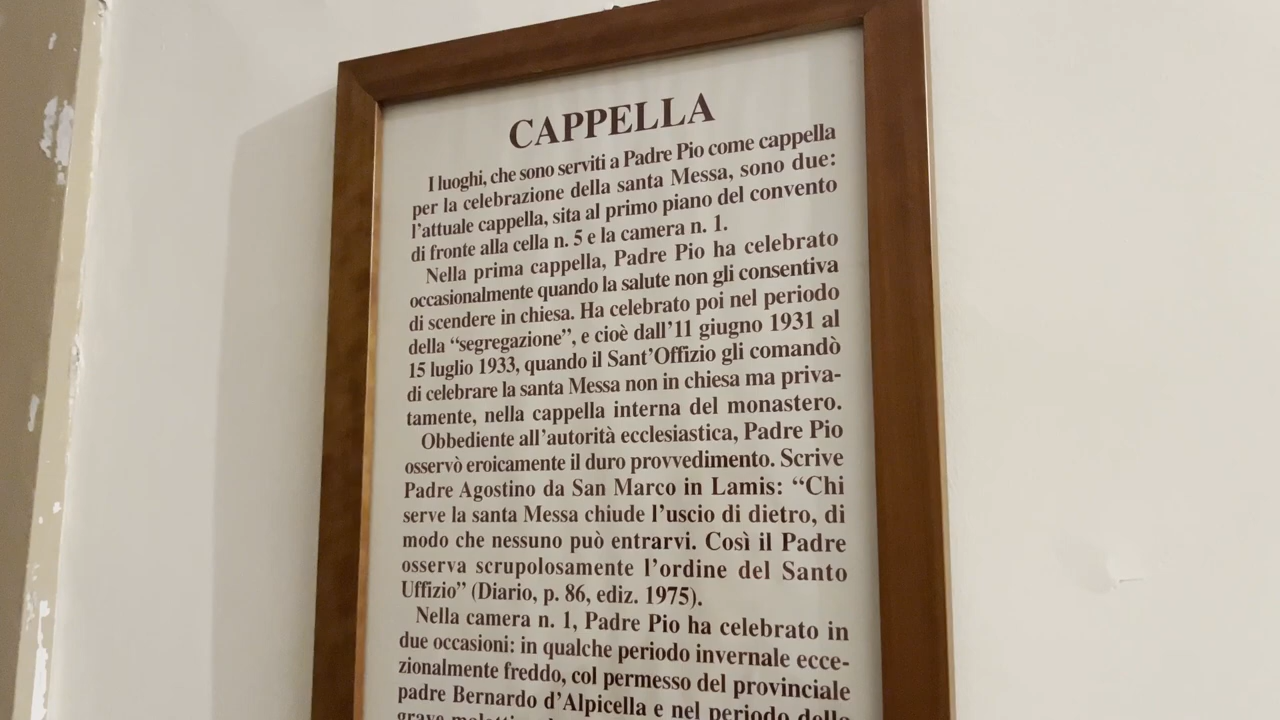 CAPPELLA
I luoghi, che sono serviti a Padre Pio come cappella
per la celebrazione della santa Messa, sono due:
l'attuale cappella, sita al primo piano del convento
di fronte alla cella n. 5 e la camera n. 1.
Nella prima cappella, Padre Pio ha celebrato
occasionalmente quando la salute non gli consentiva
di scendere in chiesa. Ha celebrato poi nel periodo
della “segregazione”, e cioè dall'11 giugno 1931 al
15 luglio 1933, quando il Sant'Offizio gli comandò
di celebrare la santa Messa non in chiesa ma priva-
tamente, nella cappella interna del monastero.
Obbediente all'autorità ecclesiastica, Padre Pio
osservò eroicamente il duro provvedimento. Scrive
Padre Agostino da San Marco in Lamis: “Chi
serve la santa Messa chiude l'uscio di dietro, di
modo che nessuno può entrarvi. Così il Padre
osserva scrupolosamente l'ordine del Santo
Uffizio” (Diario, p. 86, ediz. 1975).
Nella camera n. 1, Padre Pio ha celebrato in
due occasioni: in qualche periodo invernale ecce-
zionalmente freddo, col permesso del provinciale
padre Bernardo d'Alpicella e nel periodo della
grave